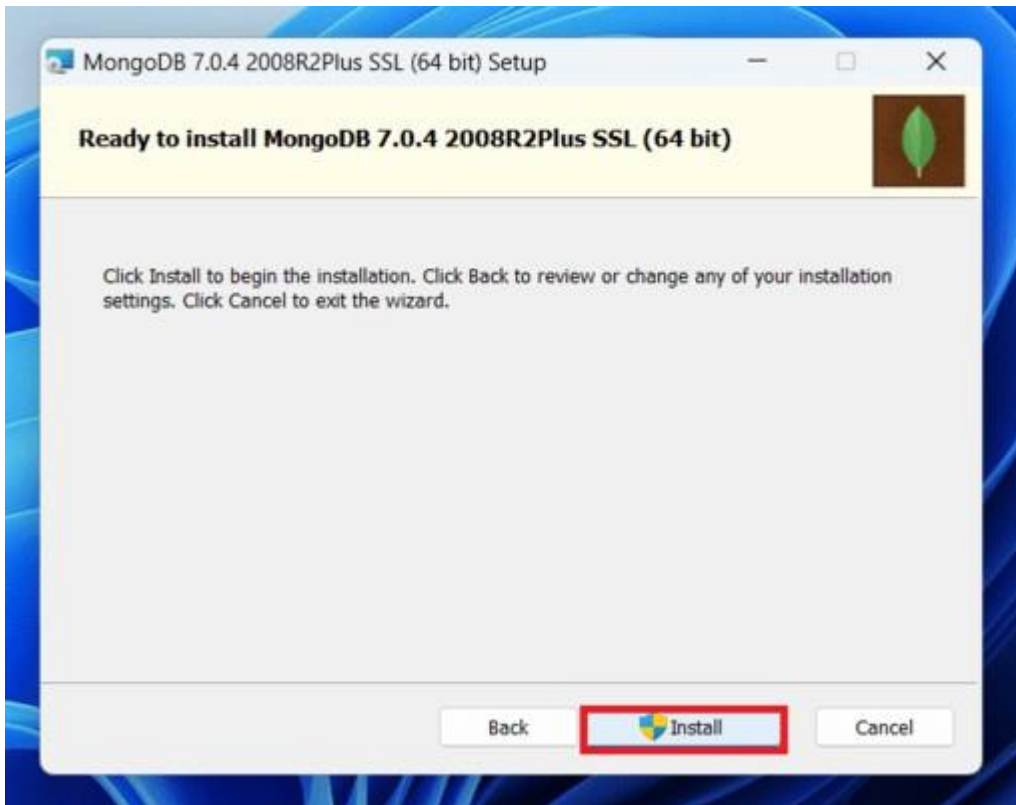 MongoDB 7.0.4 2008R2Plus SSL (64 bit) Setup
Ready to install MongoDB 7.0.4 2008R2Plus SSL (64 bit)
Click Install to begin the installation. Click Back to review or change any of your installation
settings. Click Cancel to exit the wizard.
Back
Install
Cancel